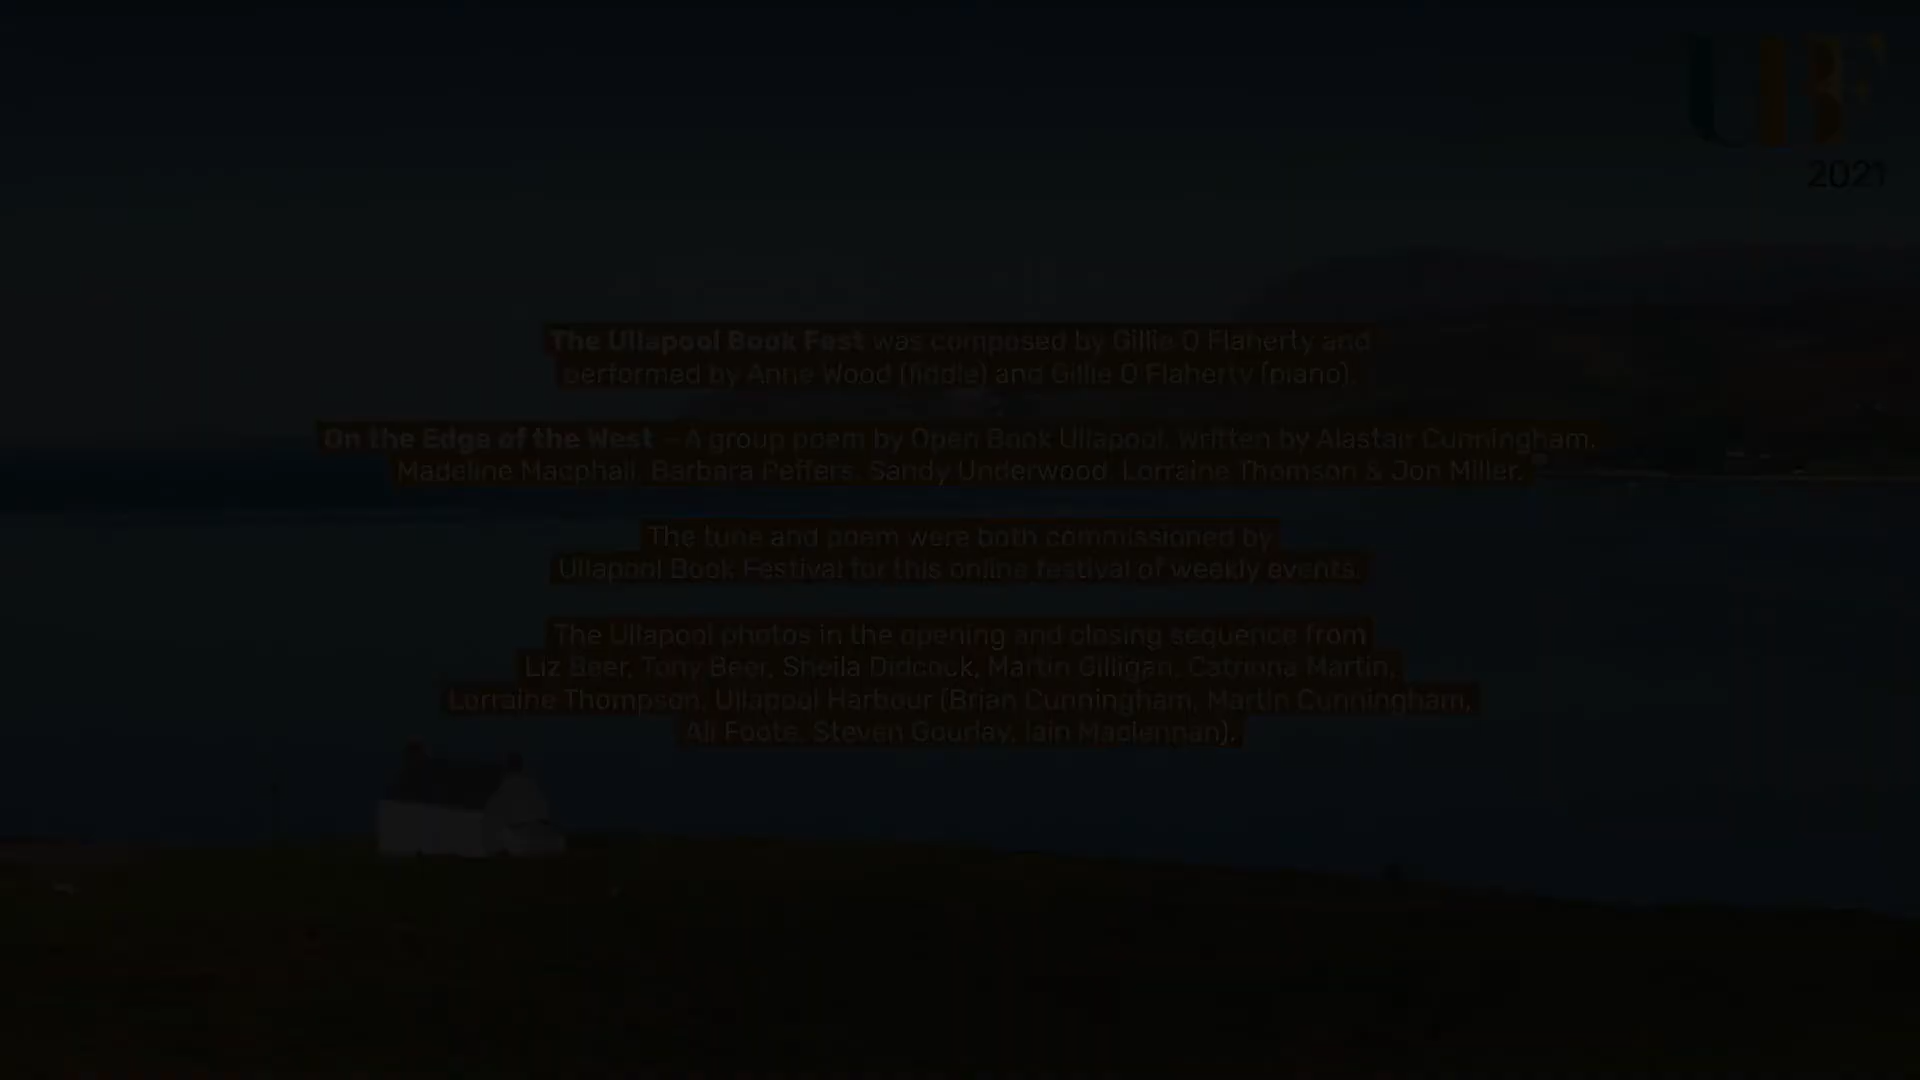 UBF
2021
The Ullapool Book Fest was composed by Gillie O Flaherty and
performed by Anne Wood (fiddle) and Gillie O Flaherty (piano).
On the Edge of the West – A group poem by Open Book Ullapool. Written by Alastair Cunningham,
Madeline Macphail, Barbara Peffers, Sandy Underwood, Lorraine Thomson & Jon Miller.
The tune and poem were both commissioned by
Ullapool Book Festival for this online festival of weekly events.
The Ullapool photos in the opening and closing sequence from
Liz Beer, Tony Beer, Sheila Didcock, Martin Gilligan, Catriona Martin,
Lorraine Thompson, Ullapool Harbour (Brian Cunningham, Martin Cunningham,
Ali Foote, Steven Gourlay, Iain Maclennan).